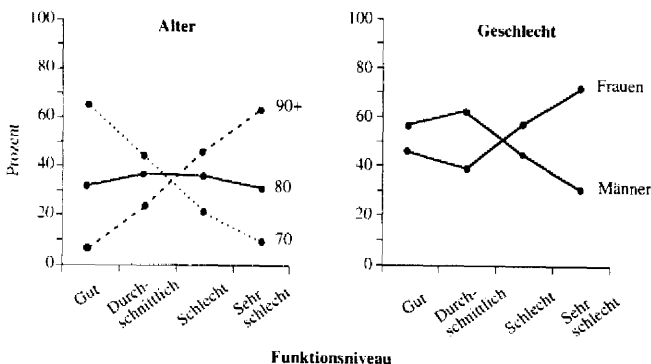 Alter
Geschlecht
Prozent
100
80
60
40
20
0
90+
80
70
Gut
Durch-
schnittlich
Schlecht
Sehr
schlecht
100
80
60
40
20
0
Frauen
Männer
Gut
Durch-
schnittlich
Schlecht
Sehr
schlecht
Funktionsniveau